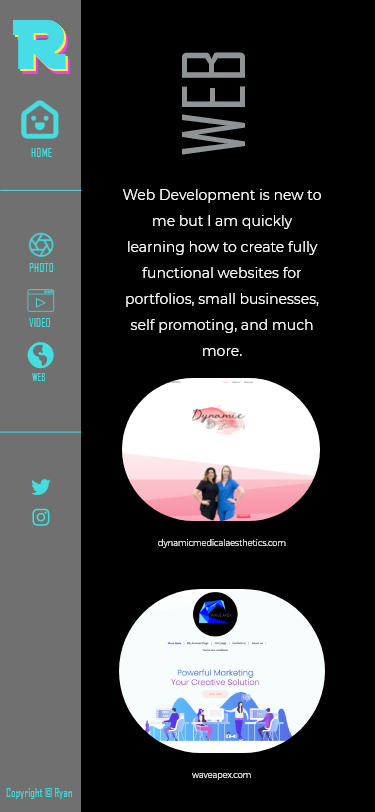 R
HOME
PHOTO
VIDEO
WEB
Copyright © Ryan
WEB
Web Development is new to
me but I am quickly
learning how to create fully
functional websites for
portfolios, small businesses,
self promoting, and much
more.
Dynamic
dynamicmedicalaesthetics.com
Powerful Marketing
Your Creative Solution
waveapex.com